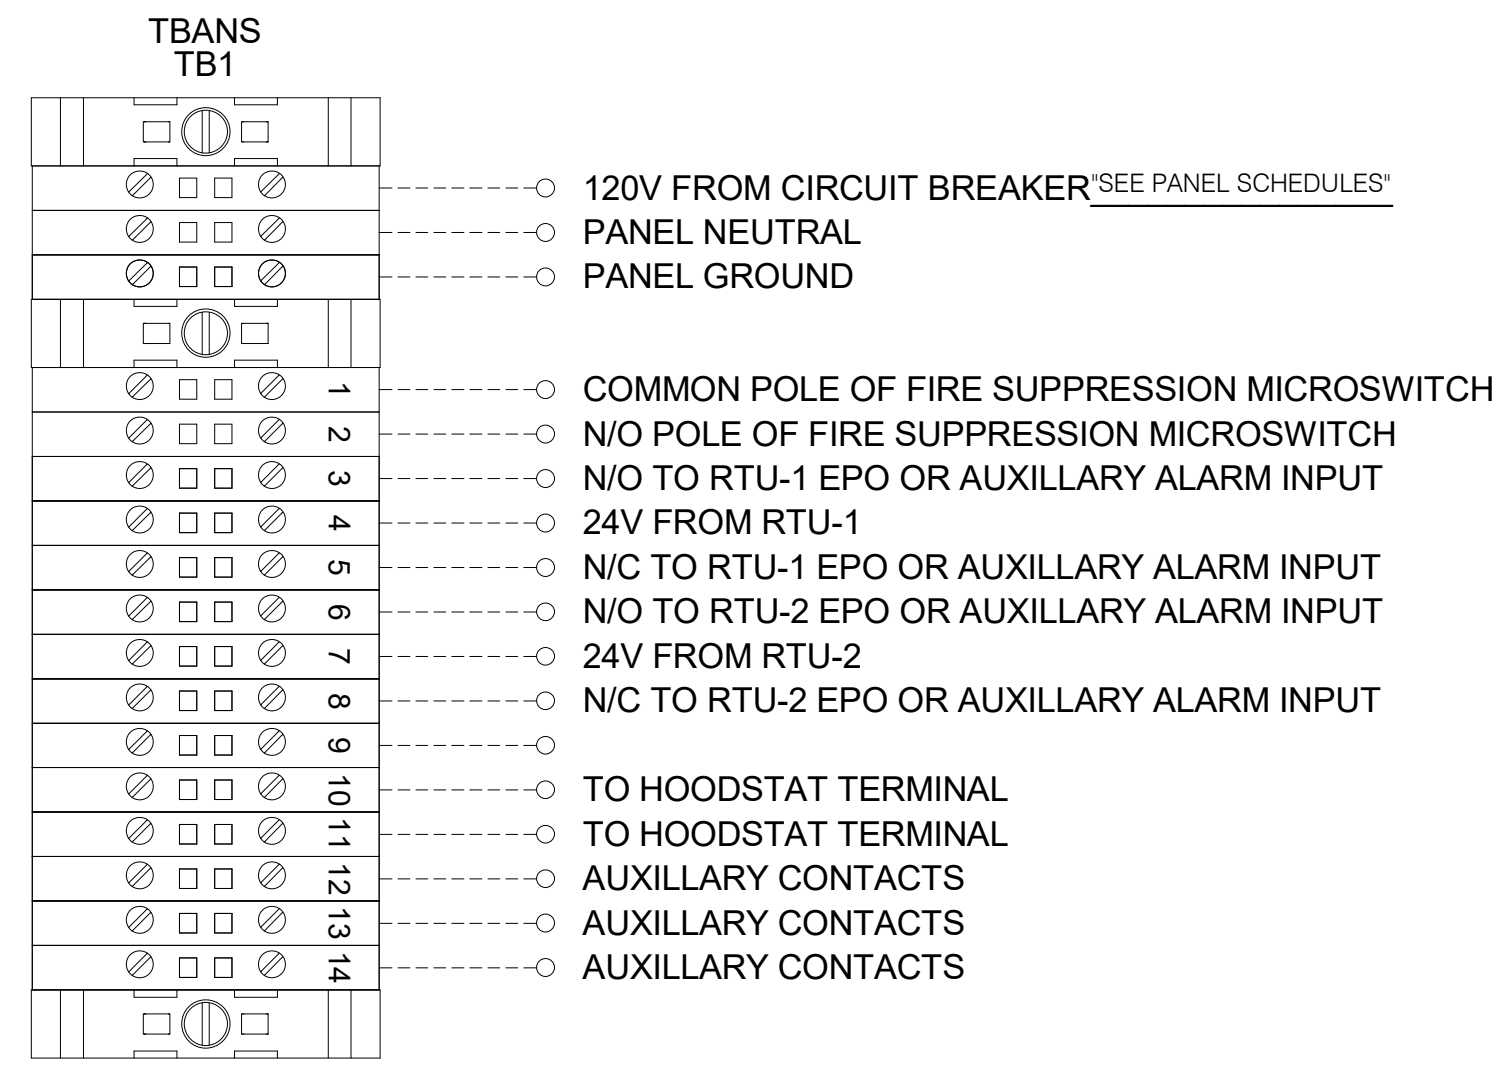 TBANS
TB1
120V FROM CIRCUIT BREAKER "SEE PANEL SCHEDULES"
PANEL NEUTRAL
PANEL GROUND
1 COMMON POLE OF FIRE SUPPRESSION MICROSWITCH
2 N/O POLE OF FIRE SUPPRESSION MICROSWITCH
3 N/O TO RTU-1 EPO OR AUXILLARY ALARM INPUT
4 24V FROM RTU-1
5 N/C TO RTU-1 EPO OR AUXILLARY ALARM INPUT
6 N/O TO RTU-2 EPO OR AUXILLARY ALARM INPUT
7 24V FROM RTU-2
8 N/C TO RTU-2 EPO OR AUXILLARY ALARM INPUT
9
10 TO HOODSTAT TERMINAL
11 TO HOODSTAT TERMINAL
12 AUXILLARY CONTACTS
13 AUXILLARY CONTACTS
14 AUXILLARY CONTACTS